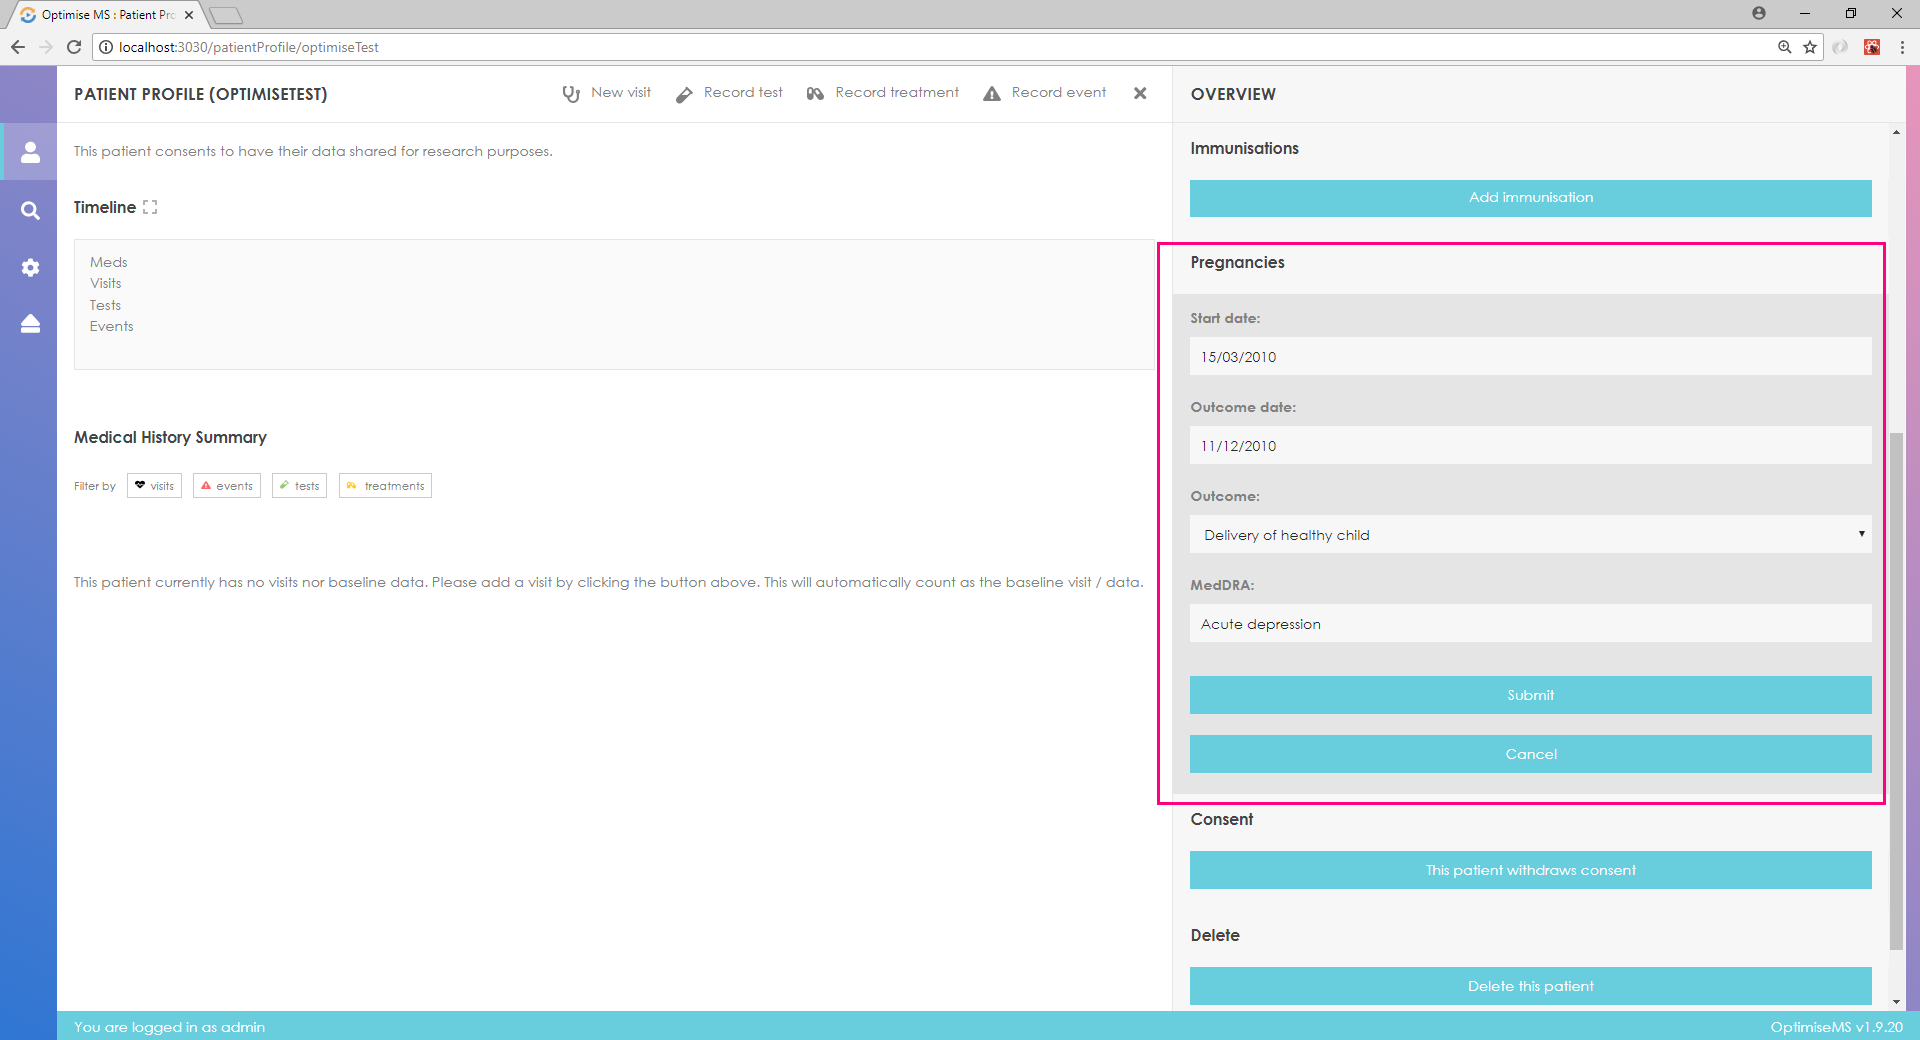 Optimise MS : Patient Pro
localhost:3030/patientProfile/optimiseTest
PATIENT PROFILE (OPTIMISETEST)
New visit
Record test
Record treatment
Record event
This patient consents to have their data shared for research purposes.
Timeline
Meds
Visits
Tests
Events
Medical History Summary
Filter by
visits
events
tests
treatments
This patient currently has no visits nor baseline data. Please add a visit by clicking the button above. This will automatically count as the baseline visit / data.
OVERVIEW
Immunisations
Add immunisation
Pregnancies
Start date:
15/03/2010
Outcome date:
11/12/2010
Outcome:
Delivery of healthy child
MedDRA:
Acute depression
Submit
Cancel
Consent
This patient withdraws consent
Delete
Delete this patient
You are logged in as admin
OptimiseMS v1.9.20